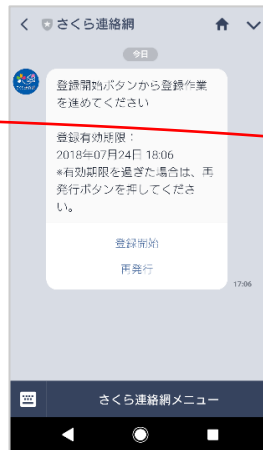 さくら連絡網
今日
登録開始ボタンから登録作業
を進めてください
登録有効期限：
2018年07月24日 18:06
*有効期限を過ぎた場合は、再
発行ボタンを押してくださ
い。
登録開始
再発行
17:06
さくら連絡網メニュー